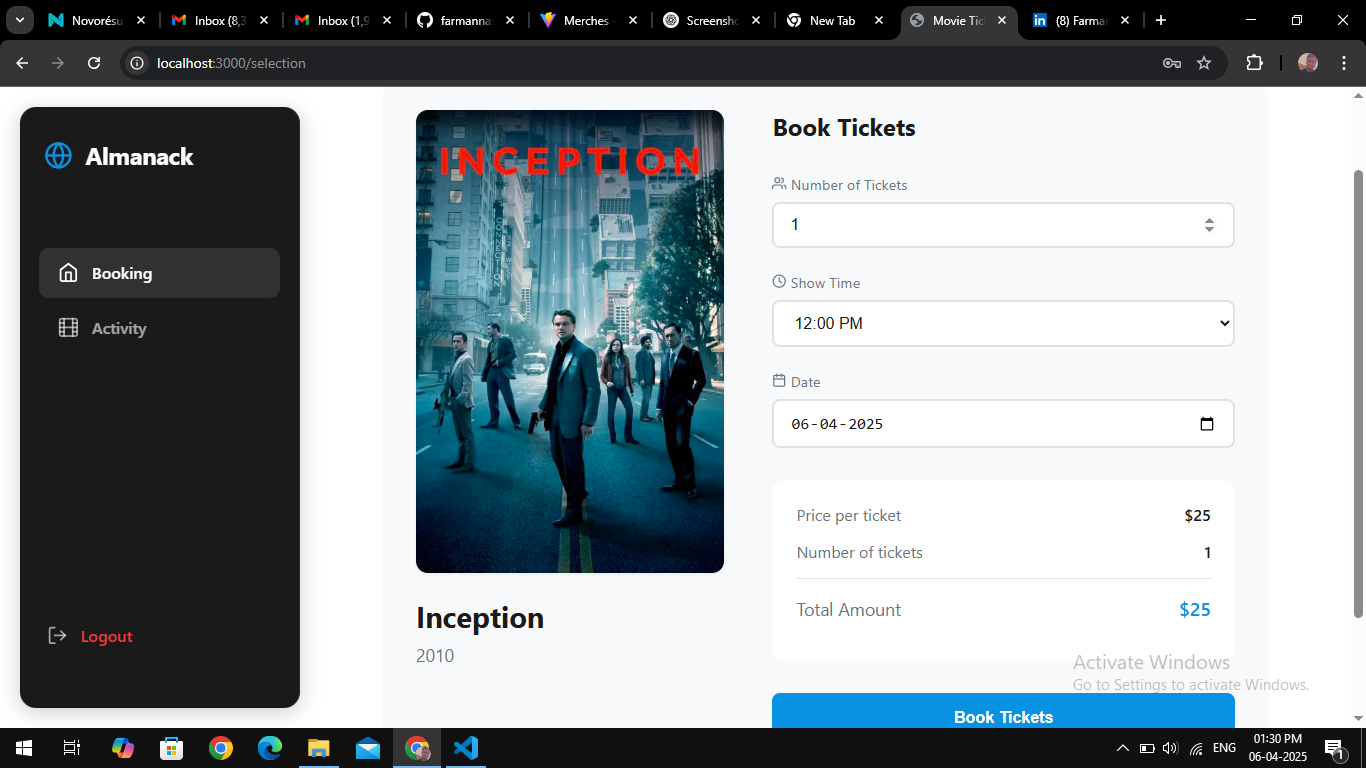 Novorésu
Inbox (8,3
Inbox (1,9
farmanna
Merches -
Screensho
New Tab
Movie Tic
(8) Farma
localhost:3000/selection
Almanack
Booking
Activity
Logout
INCEPTION
Inception
2010
Book Tickets
Number of Tickets
1
Show Time
12:00 PM
Date
06-04-2025
Price per ticket $25
Number of tickets 1
Total Amount $25
Book Tickets
Activate Windows
Go to Settings to activate Windows.
ENG
01:30 PM
06-04-2025
1